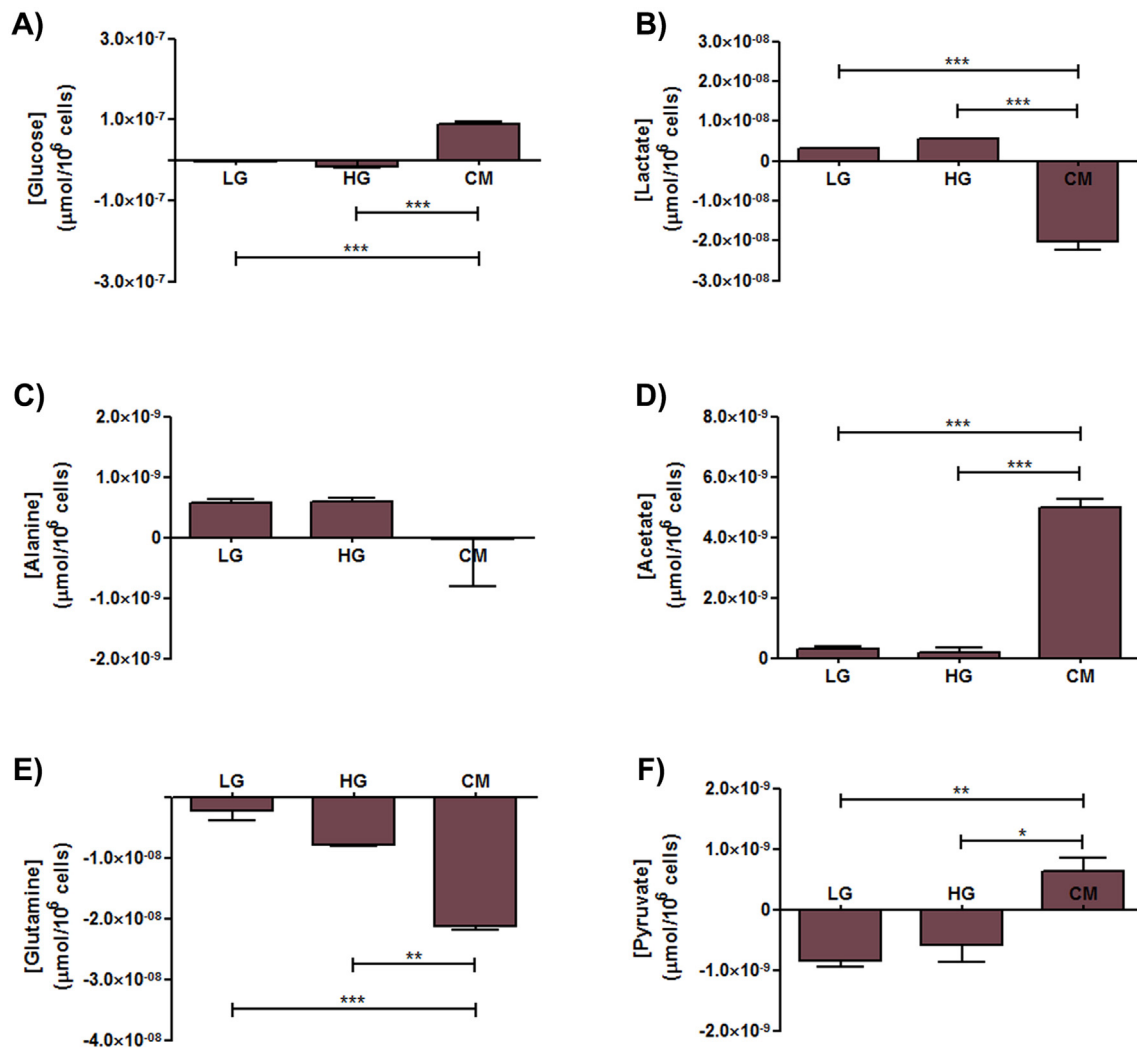 A)
[Glucose]
(µmol/10⁶ cells)
3.0×10⁻⁷
1.0×10⁻⁷
-1.0×10⁻⁷
-3.0×10⁻⁷
LG HG CM
***
***
B)
[Lactate]
(µmol/10⁶ cells)
3.0×10⁻⁰⁸
2.0×10⁻⁰⁸
1.0×10⁻⁰⁸
0
-1.0×10⁻⁰⁸
-2.0×10⁻⁰⁸
-3.0×10⁻⁰⁸
***
***
LG HG CM
C)
[Alanine]
(µmol/10⁶ cells)
2.0×10⁻⁹
1.0×10⁻⁹
0
-1.0×10⁻⁹
-2.0×10⁻⁹
LG HG CM
D)
[Acetate]
(µmol/10⁶ cells)
8.0×10⁻⁹
6.0×10⁻⁹
4.0×10⁻⁹
2.0×10⁻⁹
0
***
***
LG HG CM
E)
[Glutamine]
(µmol/10⁶ cells)
LG HG CM
-1.0×10⁻⁰⁸
-2.0×10⁻⁰⁸
-3.0×10⁻⁰⁸
-4.0×10⁻⁰⁸
**
***
F)
[Pyruvate]
(µmol/10⁶ cells)
2.0×10⁻⁹
1.0×10⁻⁹
0
-1.0×10⁻⁹
-2.0×10⁻⁹
**
*
LG HG CM